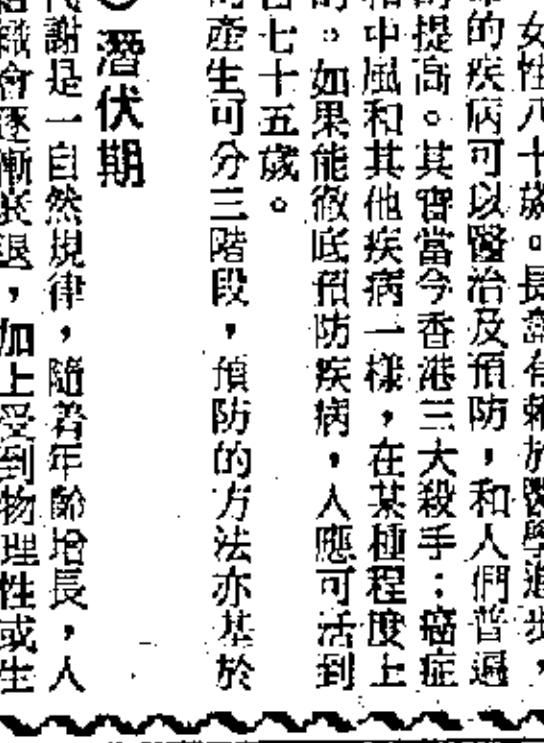 女性八十歲。長壽有賴於醫學進步，
的疾病可以醫治及預防，和人們普遍
提高。其實當今香港三大殺手：癌症
中風和其他疾病一樣，在某種程度上
的。如果能徹底預防疾病，人應可活到
七十五歲。
產生可分三階段，預防的方法亦基於
潛伏期
代謝是一自然規律，隨着年齡增長，人
組織會逐漸衰退，加上受到物理性或生